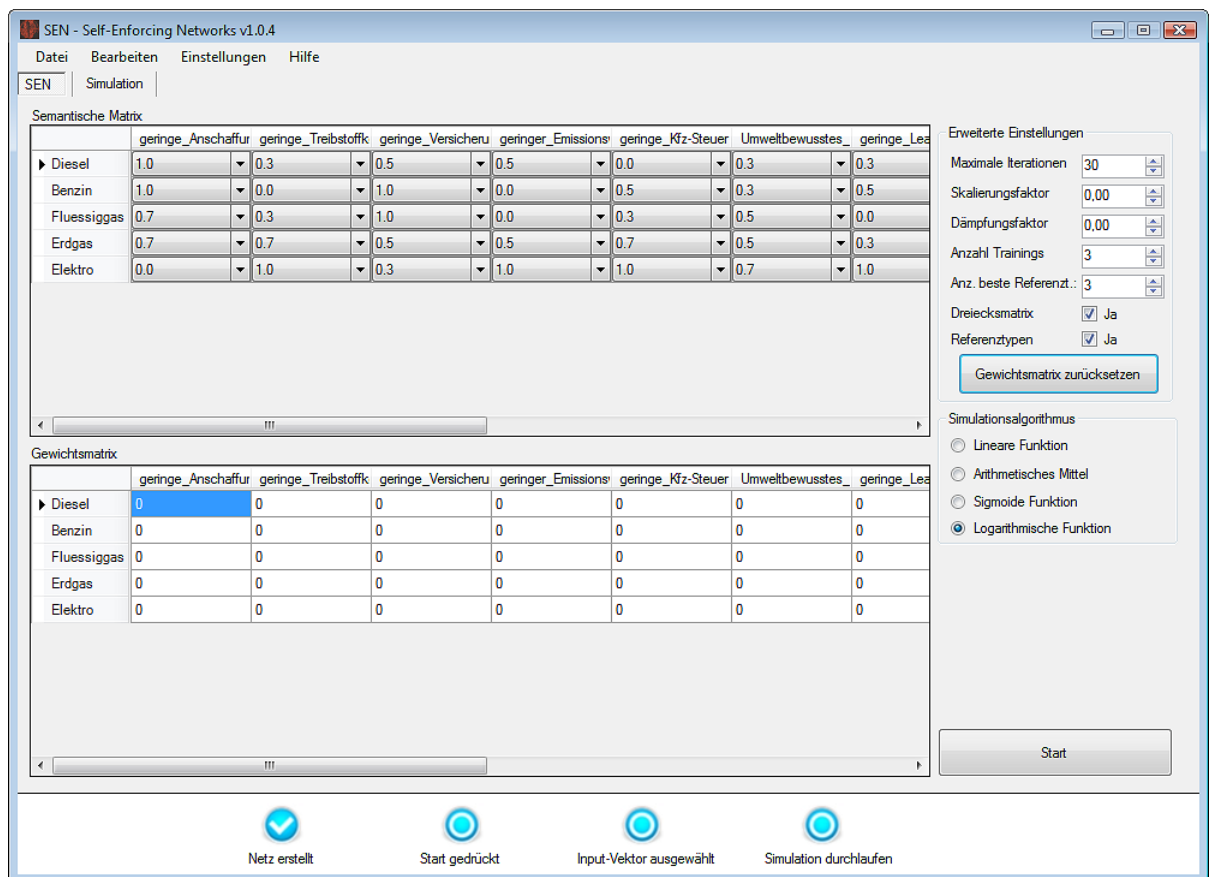 SEN - Self-Enforcing Networks v1.0.4
Datei Bearbeiten Einstellungen Hilfe
SEN Simulation
Semantische Matrix
geringe_Anschaffur geringe_Treibstoffk geringe_Versicheru geringer_Emissions geringe_Kfz-Steuer Umweltbewusstes_ geringe_Lea
Diesel 1.0 0.3 0.5 0.5 0.0 0.3 0.3
Benzin 1.0 0.0 1.0 0.0 0.5 0.3 0.5
Fluessiggas 0.7 0.3 1.0 0.0 0.3 0.5 0.0
Erdgas 0.7 0.7 0.5 0.5 0.7 0.5 0.3
Elektro 0.0 1.0 0.3 1.0 1.0 0.7 1.0
Erweiterte Einstellungen
Maximale Iterationen 30
Skalierungsfaktor 0,00
Dämpfungsfaktor 0,00
Anzahl Trainings 3
Anz. beste Referenzt.: 3
Dreiecksmatrix Ja
Referenztypen Ja
Gewichtsmatrix zurücksetzen
Simulationsalgorithmus
Lineare Funktion
Arithmetisches Mittel
Sigmoide Funktion
Logarithmische Funktion
Gewichtsmatrix
geringe_Anschaffur geringe_Treibstoffk geringe_Versicheru geringer_Emissions geringe_Kfz-Steuer Umweltbewusstes_ geringe_Lea
Diesel 0 0 0 0 0 0 0
Benzin 0 0 0 0 0 0 0
Fluessiggas 0 0 0 0 0 0 0
Erdgas 0 0 0 0 0 0 0
Elektro 0 0 0 0 0 0 0
Start
Netz erstellt Start gedrückt Input-Vektor ausgewählt Simulation durchlaufen